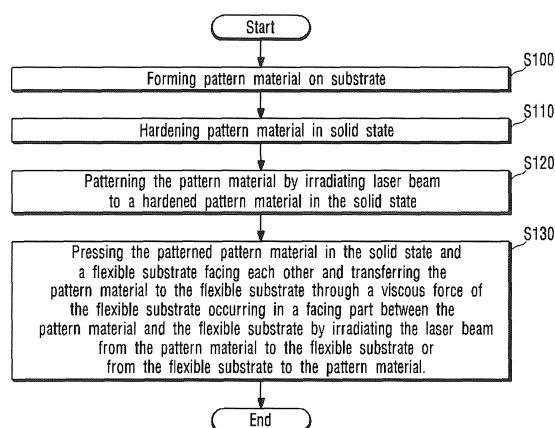 Start
S100
Forming pattern material on substrate
S110
Hardening pattern material in solid state
S120
Patterning the pattern material by irradiating laser beam
to a hardened pattern material in the solid state
S130
Pressing the patterned pattern material in the solid state and
a flexible substrate facing each other and transferring the
pattern material to the flexible substrate through a viscous force of
the flexible substrate occurring in a facing part between the
pattern material and the flexible substrate by irradiating the laser beam
from the pattern material to the flexible substrate or
from the flexible substrate to the pattern material.
End